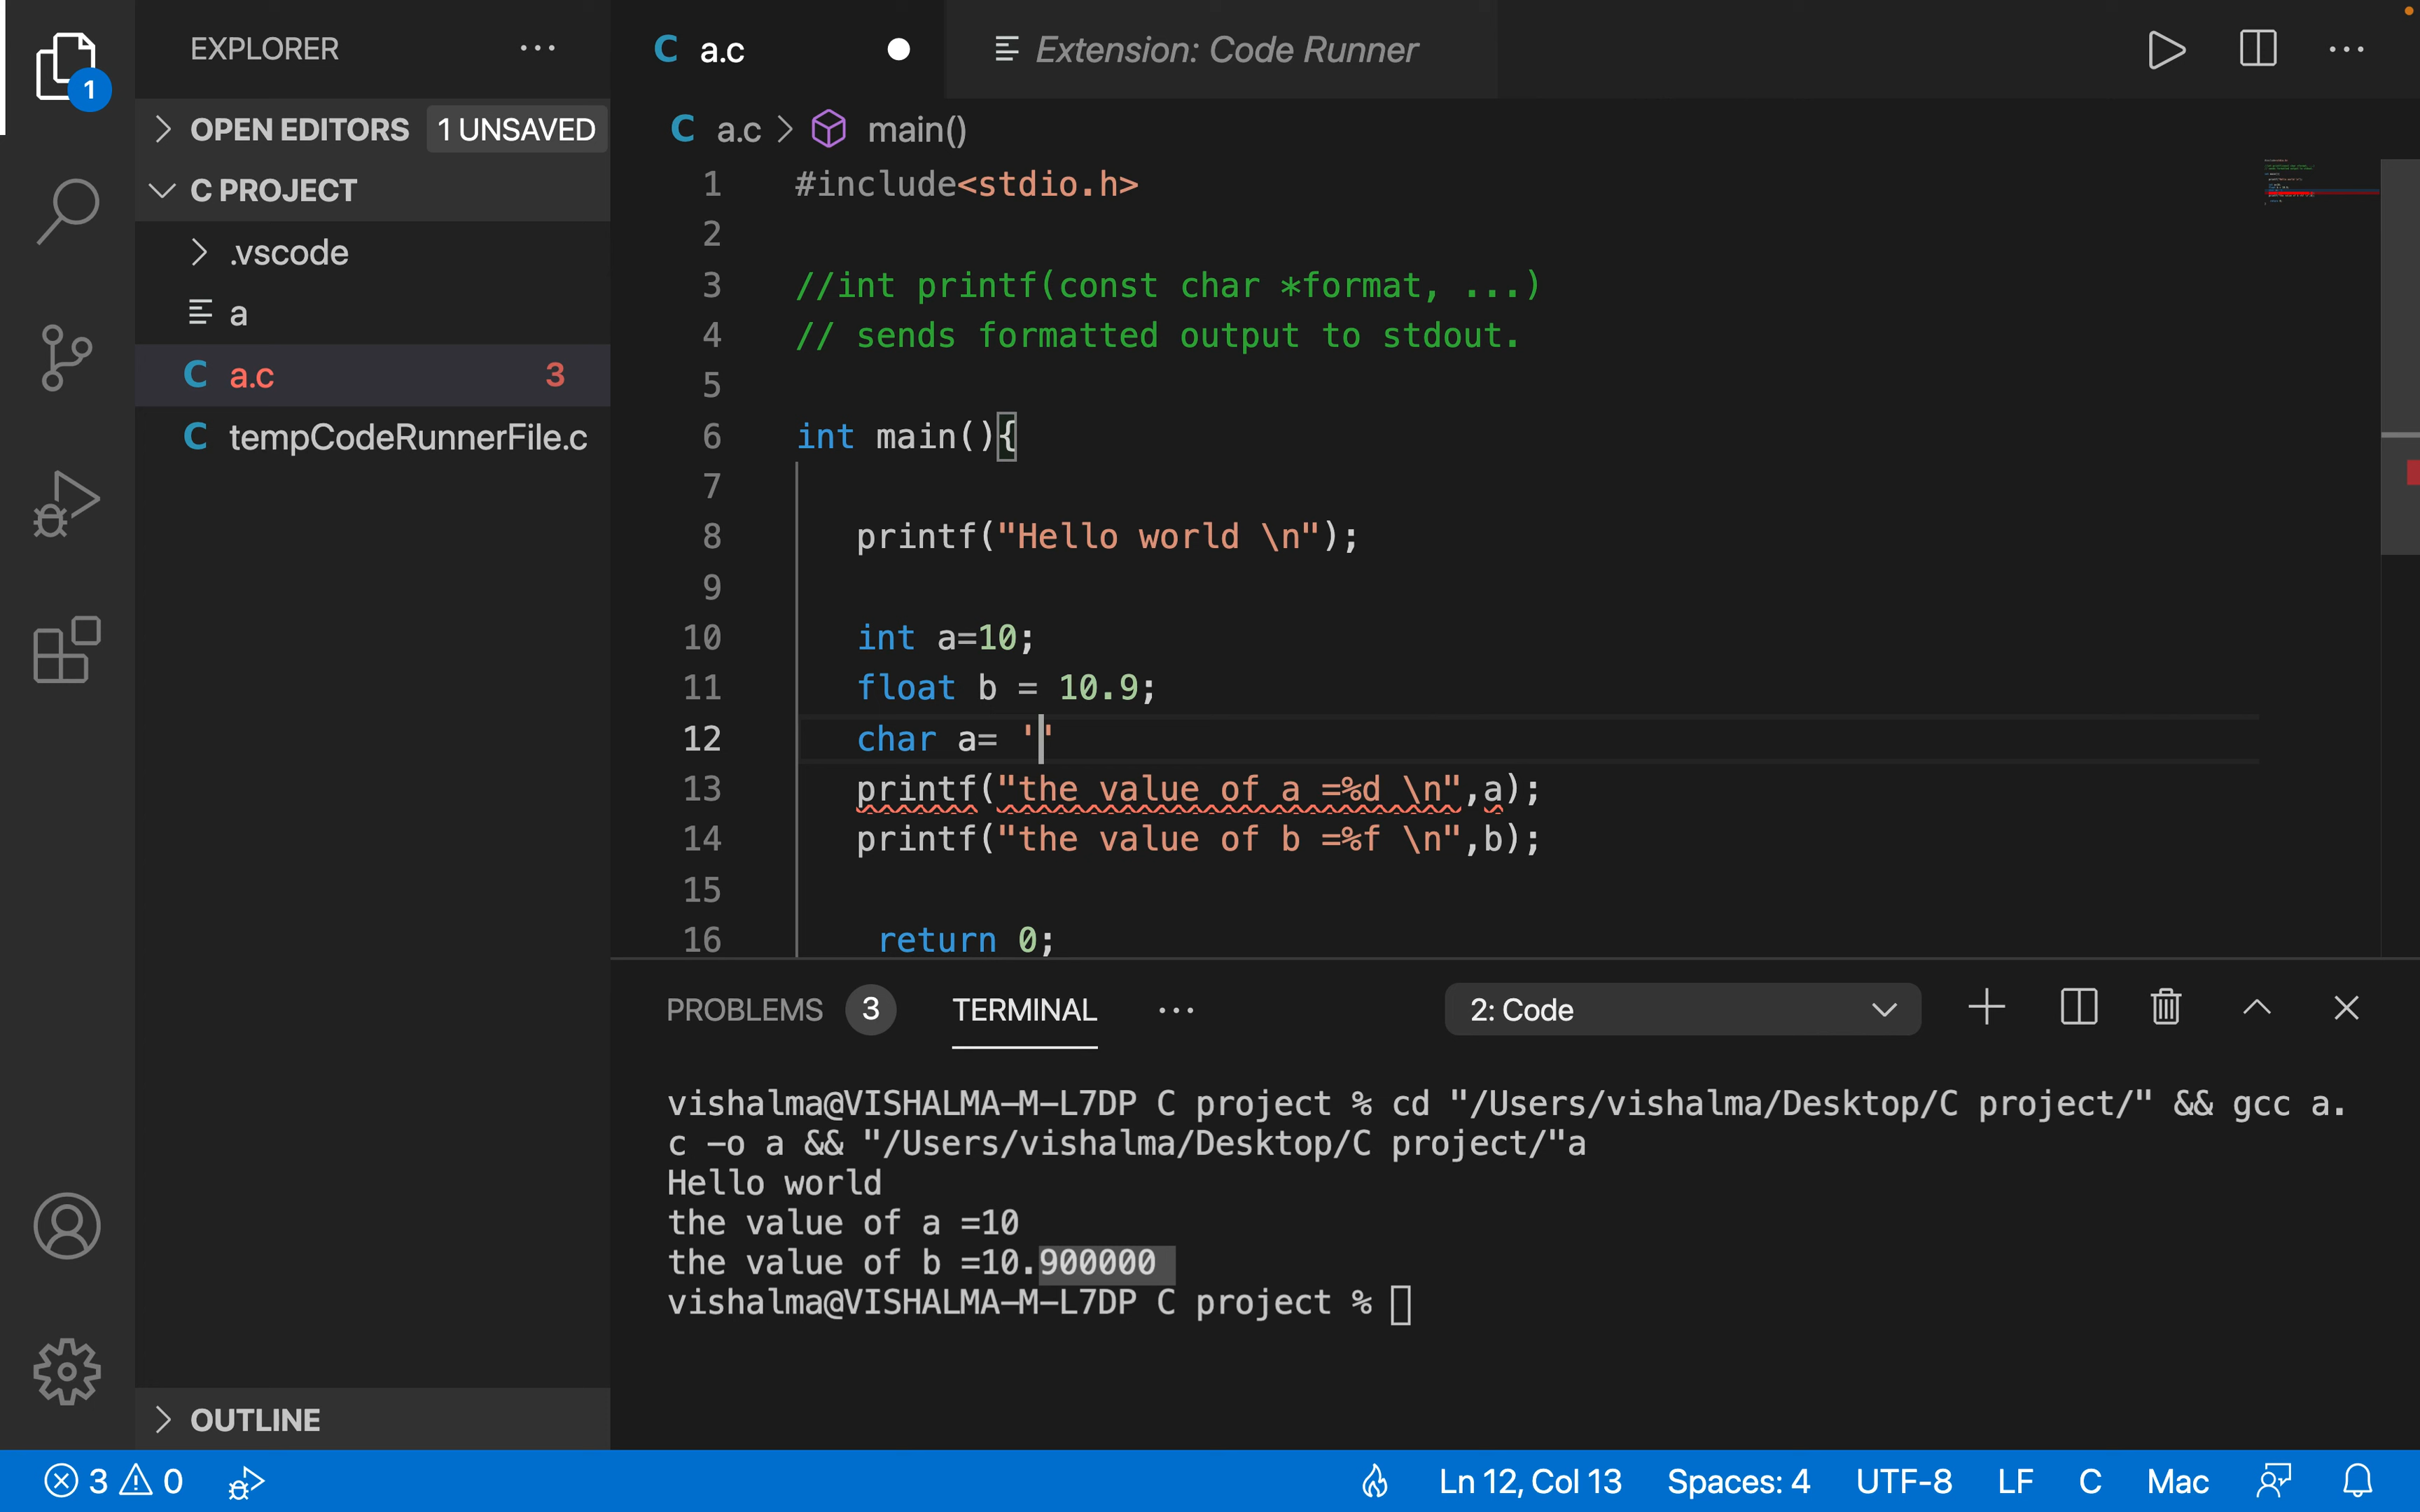 EXPLORER
C a.c
Extension: Code Runner
1
OPEN EDITORS 1 UNSAVED
C a.c > main()
C PROJECT
.vscode
a
C a.c 3
C tempCodeRunnerFile.c
1 #include<stdio.h>
2
3 //int printf(const char *format, ...)
4 // sends formatted output to stdout.
5
6 int main(){
7
8 printf("Hello world \n");
9
10 int a=10;
11 float b = 10.9;
12 char a= ''
13 printf("the value of a =%d \n",a);
14 printf("the value of b =%f \n",b);
15
16 return 0;
PROBLEMS 3 TERMINAL ··· 2: Code
vishalma@VISHALMA-M-L7DP C project % cd "/Users/vishalma/Desktop/C project/" && gcc a.
c -o a && "/Users/vishalma/Desktop/C project/"a
Hello world
the value of a =10
the value of b =10.900000
vishalma@VISHALMA-M-L7DP C project %
OUTLINE
3 0 Ln 12, Col 13 Spaces: 4 UTF-8 LF C Mac